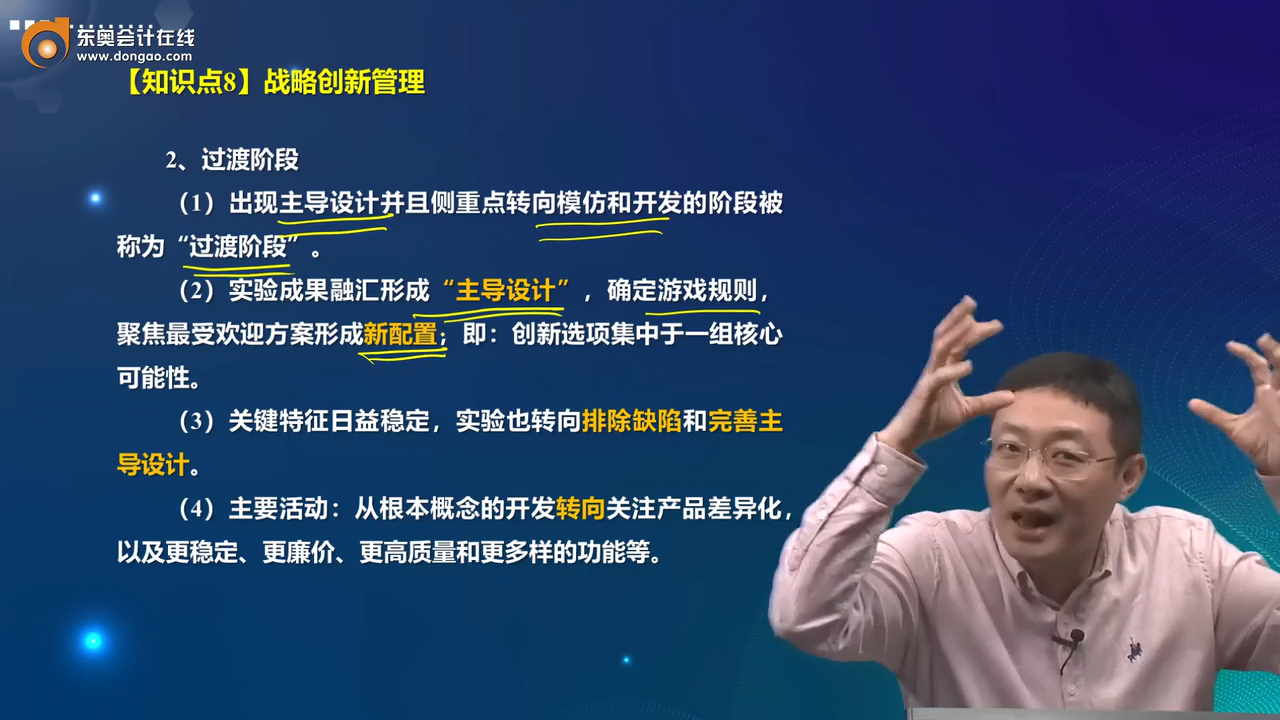 东奥会计在线
www.dongao.com
【知识点8】战略创新管理
2、过渡阶段
（1）出现主导设计并且侧重点转向模仿和开发的阶段被
称为“过渡阶段”。
（2）实验成果融汇形成“主导设计”，确定游戏规则，
聚焦最受欢迎方案形成新配置；即：创新选项集中于一组核心
可能性。
（3）关键特征日益稳定，实验也转向排除缺陷和完善主
导设计。
（4）主要活动：从根本概念的开发转向关注产品差异化，
以及更稳定、更廉价、更高质量和更多样的功能等。